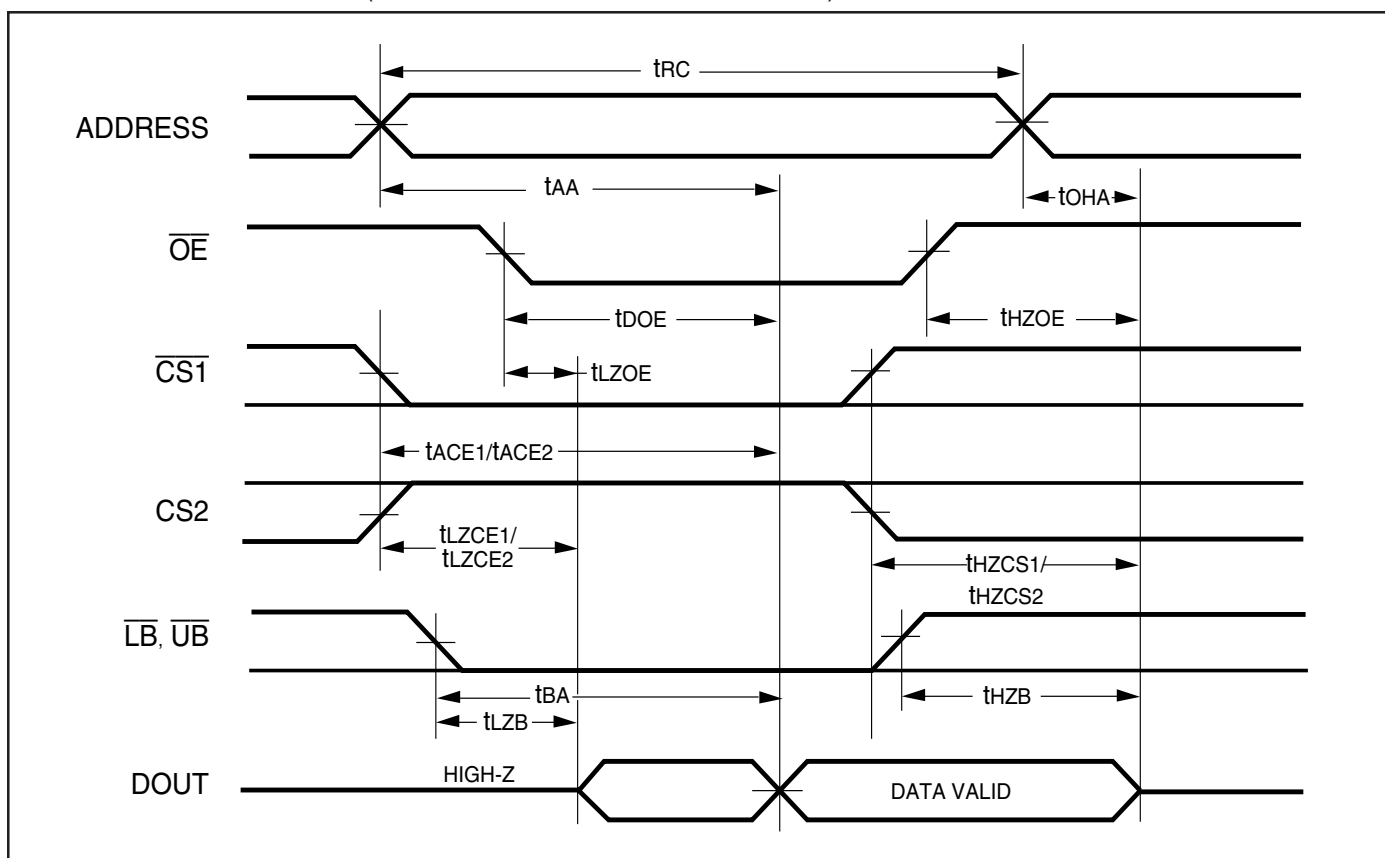 tRC
ADDRESS
tAA
tOHA
OE
tDOE
tHZOE
CS1
tLZOE
tACE1/tACE2
CS2
tLZCE1/
tLZCE2
tHZCS1/
tHZCS2
LB, UB
tBA
tHZB
tLZB
DOUT
HIGH-Z
DATA VALID